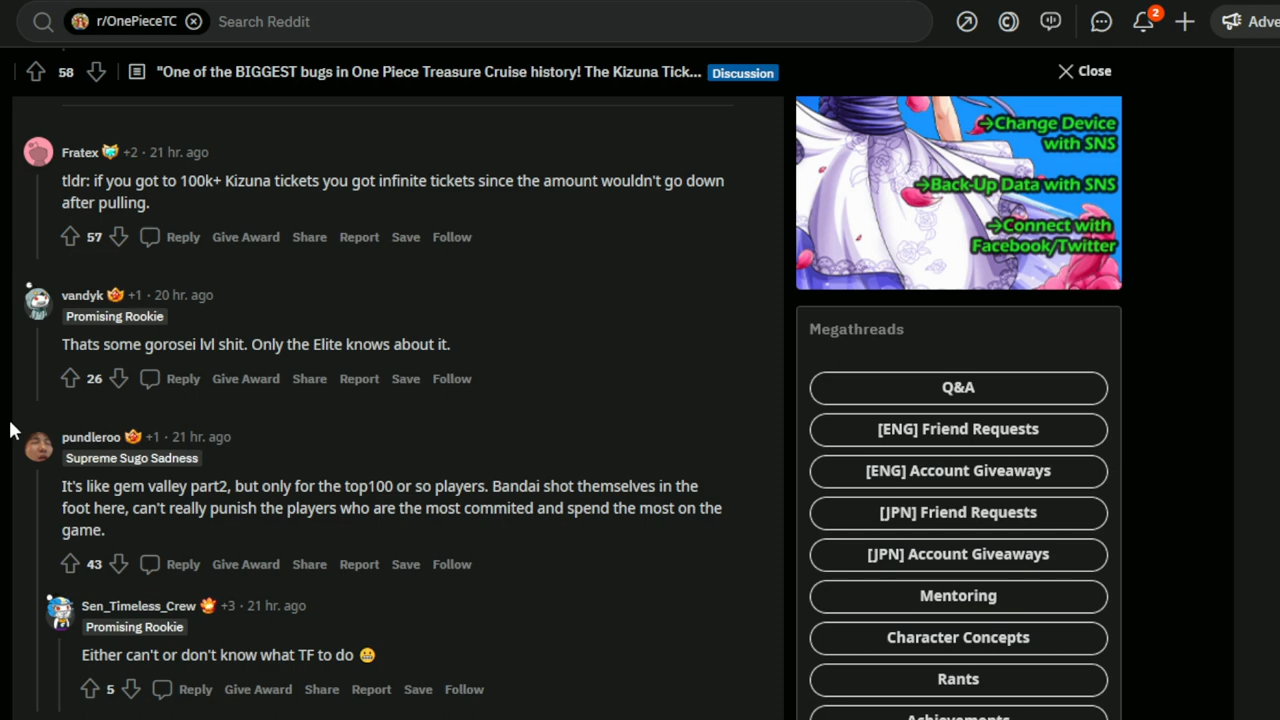 r/OnePieceTC
Search Reddit
2
Adve
58
"One of the BIGGEST bugs in One Piece Treasure Cruise history! The Kizuna Tick...
Discussion
Close
Fratex +2 · 21 hr. ago
tldr: if you got to 100k+ Kizuna tickets you got infinite tickets since the amount wouldn't go down
after pulling.
57 Reply Give Award Share Report Save Follow
vandyk +1 · 20 hr. ago
Promising Rookie
Thats some gorosei lvl shit. Only the Elite knows about it.
26 Reply Give Award Share Report Save Follow
pundleroo +1 · 21 hr. ago
Supreme Sugo Sadness
It's like gem valley part2, but only for the top100 or so players. Bandai shot themselves in the
foot here, can't really punish the players who are the most commited and spend the most on the
game.
43 Reply Give Award Share Report Save Follow
Sen_Timeless_Crew +3 · 21 hr. ago
Promising Rookie
Either can't or don't know what TF to do 😬
5 Reply Give Award Share Report Save Follow
→Change Device
with SNS
→Back-Up Data with SNS
→Connect with
Facebook/Twitter
Megathreads
Q&A
[ENG] Friend Requests
[ENG] Account Giveaways
[JPN] Friend Requests
[JPN] Account Giveaways
Mentoring
Character Concepts
Rants
Achievements